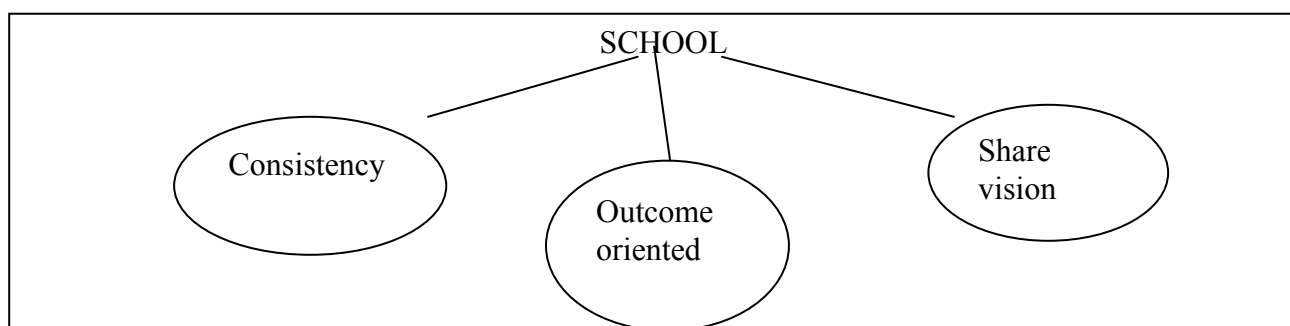 SCHOOL
Consistency
Outcome
oriented
Share
vision